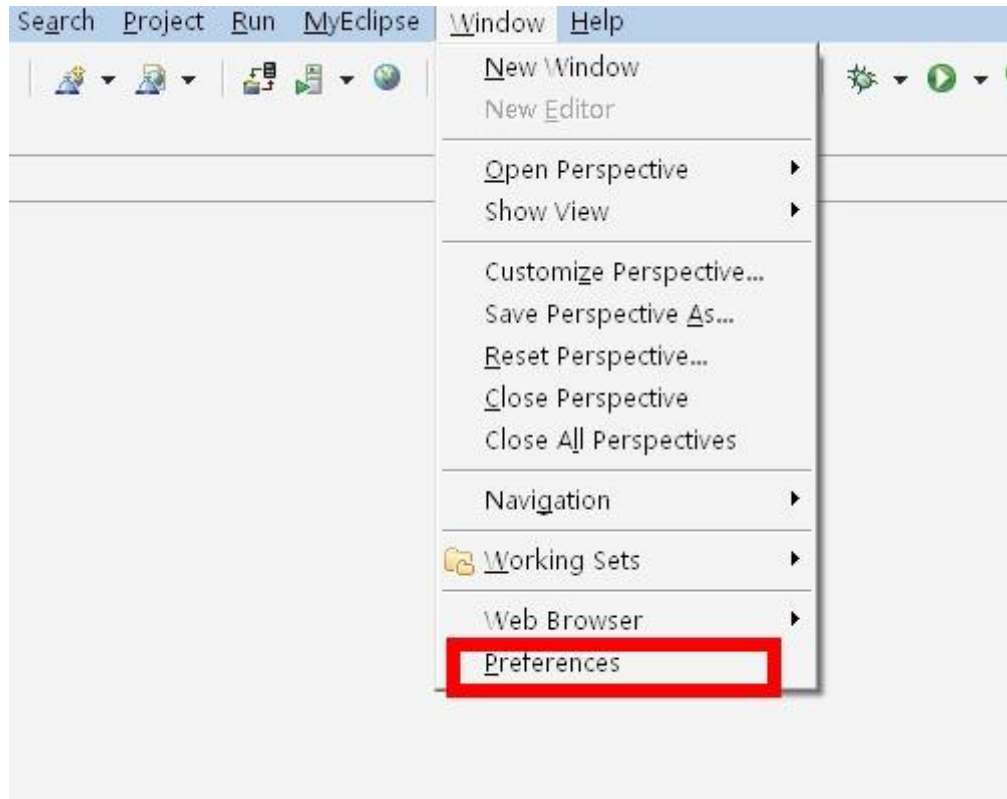 Search Project Run MyEclipse Window Help
New Window
New Editor
Open Perspective
Show View
Customize Perspective...
Save Perspective As...
Reset Perspective...
Close Perspective
Close All Perspectives
Navigation
Working Sets
Web Browser
Preferences